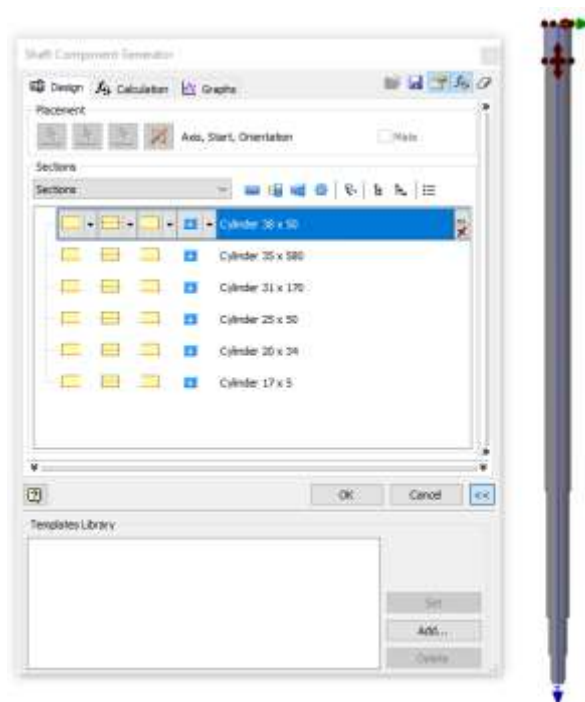 Shaft Component Generator
Design Calculation Graphs
Placement
Axis, Start, Orientation Mate
Sections
Sections
Cylinder 38 x 50
Cylinder 35 x 580
Cylinder 31 x 170
Cylinder 25 x 50
Cylinder 20 x 34
Cylinder 17 x 5
OK Cancel <<
Templates Library
Set
Add...
Delete